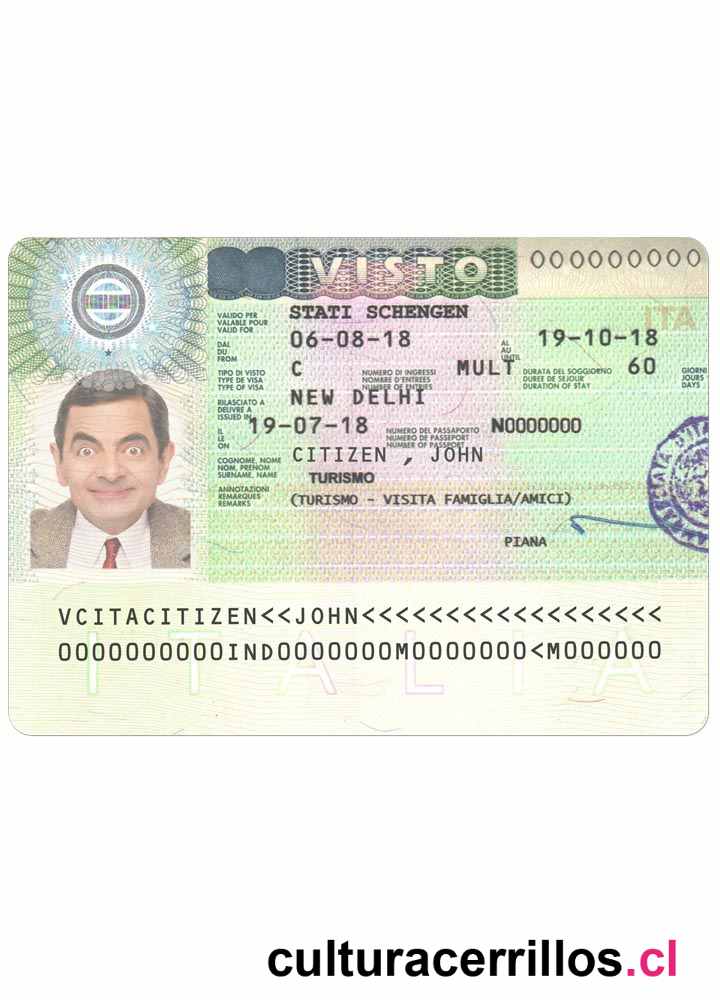 VISTO
000000000
STATI SCHENGEN
ITA
VALIDO PER
VALABLE POUR
VALID FOR
DAL
DU
FROM
06-08-18
AL
AU
UNTIL
19-10-18
TIPO DI VISTO
TYPE DE VISA
TYPE OF VISA
C
NUMERO DI INGRESSI
NOMBRE D'ENTREES
NUMBER OF ENTRIES
MULT
DURATA DEL SOGGIORNO
DUREE DE SEJOUR
DURATION OF STAY
60
GIORNI
JOURS
DAYS
RILASCIATO A
DELIVRE A
ISSUED IN
NEW DELHI
IL
LE
ON
19-07-18
NUMERO DEL PASSAPORTO
NUMERO DE PASSEPORT
NUMBER OF PASSPORT
N0000000
COGNOME, NOME
NOM, PRENOM
SURNAME, NAME
CITIZEN , JOHN
ANNOTAZIONI
REMARQUES
REMARKS
TURISMO
(TURISMO - VISITA FAMIGLIA/AMICI)
PIANA
VCITACITIZEN<<JOHN<<<<<<<<<<<<<<<<<<
0000000000IND0000000M0000000<M000000
ITALIA
culturacerrillos.cl